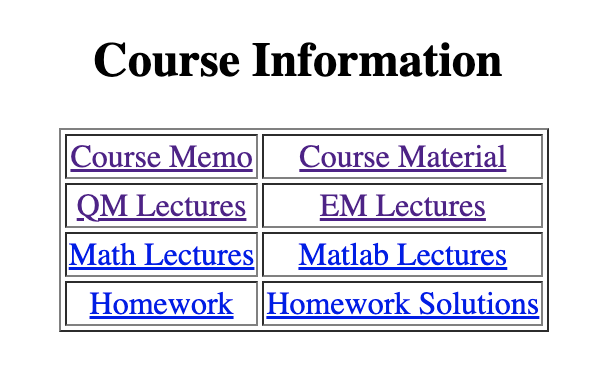 Course Information
Course Memo Course Material
QM Lectures EM Lectures
Math Lectures Matlab Lectures
Homework Homework Solutions